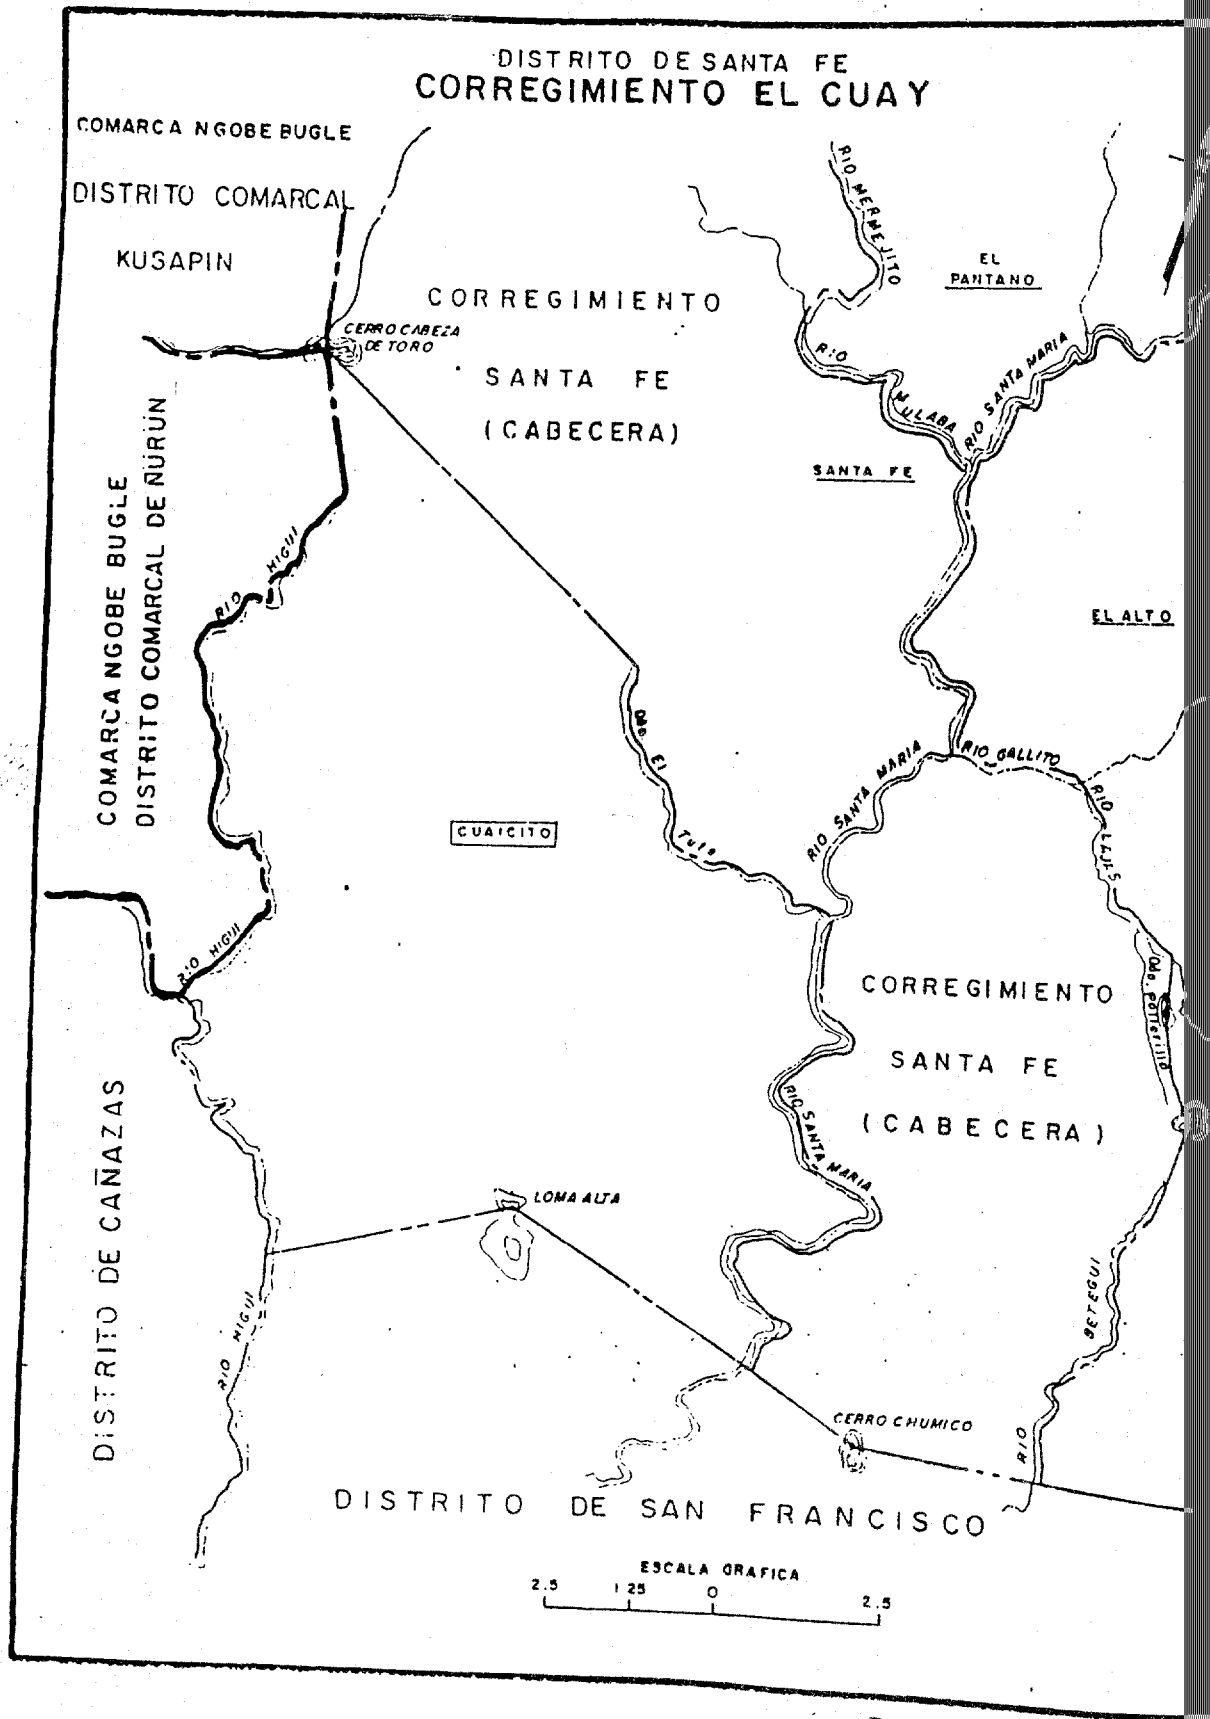 DISTRITO DE SANTA FE
CORREGIMIENTO EL CUAY
COMARCA NGOBE BUGLE
DISTRITO COMARCAL
KUSAPIN
RIO MERMEJITO
EL
PANTANO
CORREGIMIENTO
SANTA FE
(CABECERA)
CERRO CABEZA
DE TORO
RIO
MULABA
RIO SANTA MARIA
SANTA FE
COMARCA NGOBE BUGLE
DISTRITO COMARCAL DE ÑURUN
RIO HIGUI
EL ALTO
Qda. El
Tute
RIO SANTA MARIA
RIO GALLITO
RIO
CUAICITO
RIO HIGUI
CORREGIMIENTO
SANTA FE
(CABECERA)
Qda. Potrerillo
RIO SANTA MARIA
DISTRITO DE CAÑAZAS
LOMA ALTA
RIO HIGUI
RIO BETEGUI
CERRO CHUMICO
DISTRITO DE SAN FRANCISCO
ESCALA GRAFICA
2.5 1 25 0 2.5